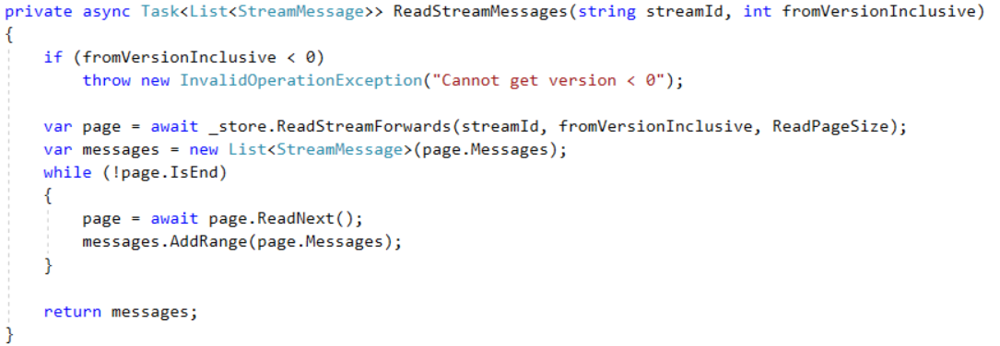 private async Task<List<StreamMessage>> ReadStreamMessages(string streamId, int fromVersionInclusive)
{
    if (fromVersionInclusive < 0)
        throw new InvalidOperationException("Cannot get version < 0");

    var page = await _store.ReadStreamForwards(streamId, fromVersionInclusive, ReadPageSize);
    var messages = new List<StreamMessage>(page.Messages);
    while (!page.IsEnd)
    {
        page = await page.ReadNext();
        messages.AddRange(page.Messages);
    }

    return messages;
}